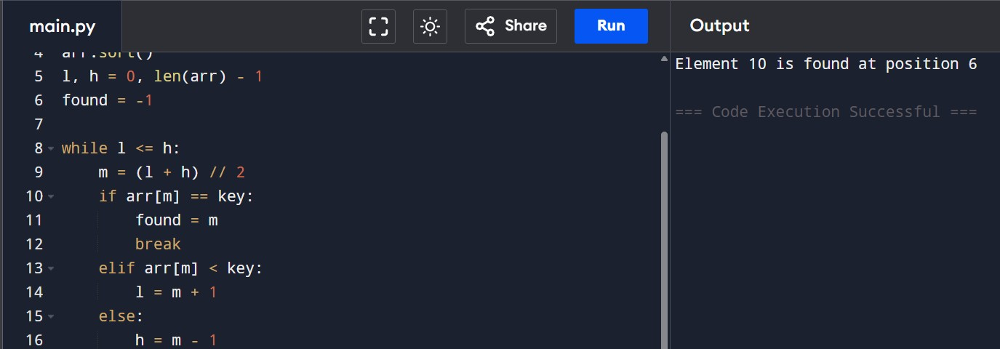 main.py
Share
Run
Output
4 arr.sort()
5 l, h = 0, len(arr) - 1
6 found = -1
7
8 while l <= h:
9     m = (l + h) // 2
10     if arr[m] == key:
11         found = m
12         break
13     elif arr[m] < key:
14         l = m + 1
15     else:
16         h = m - 1
Element 10 is found at position 6
=== Code Execution Successful ===